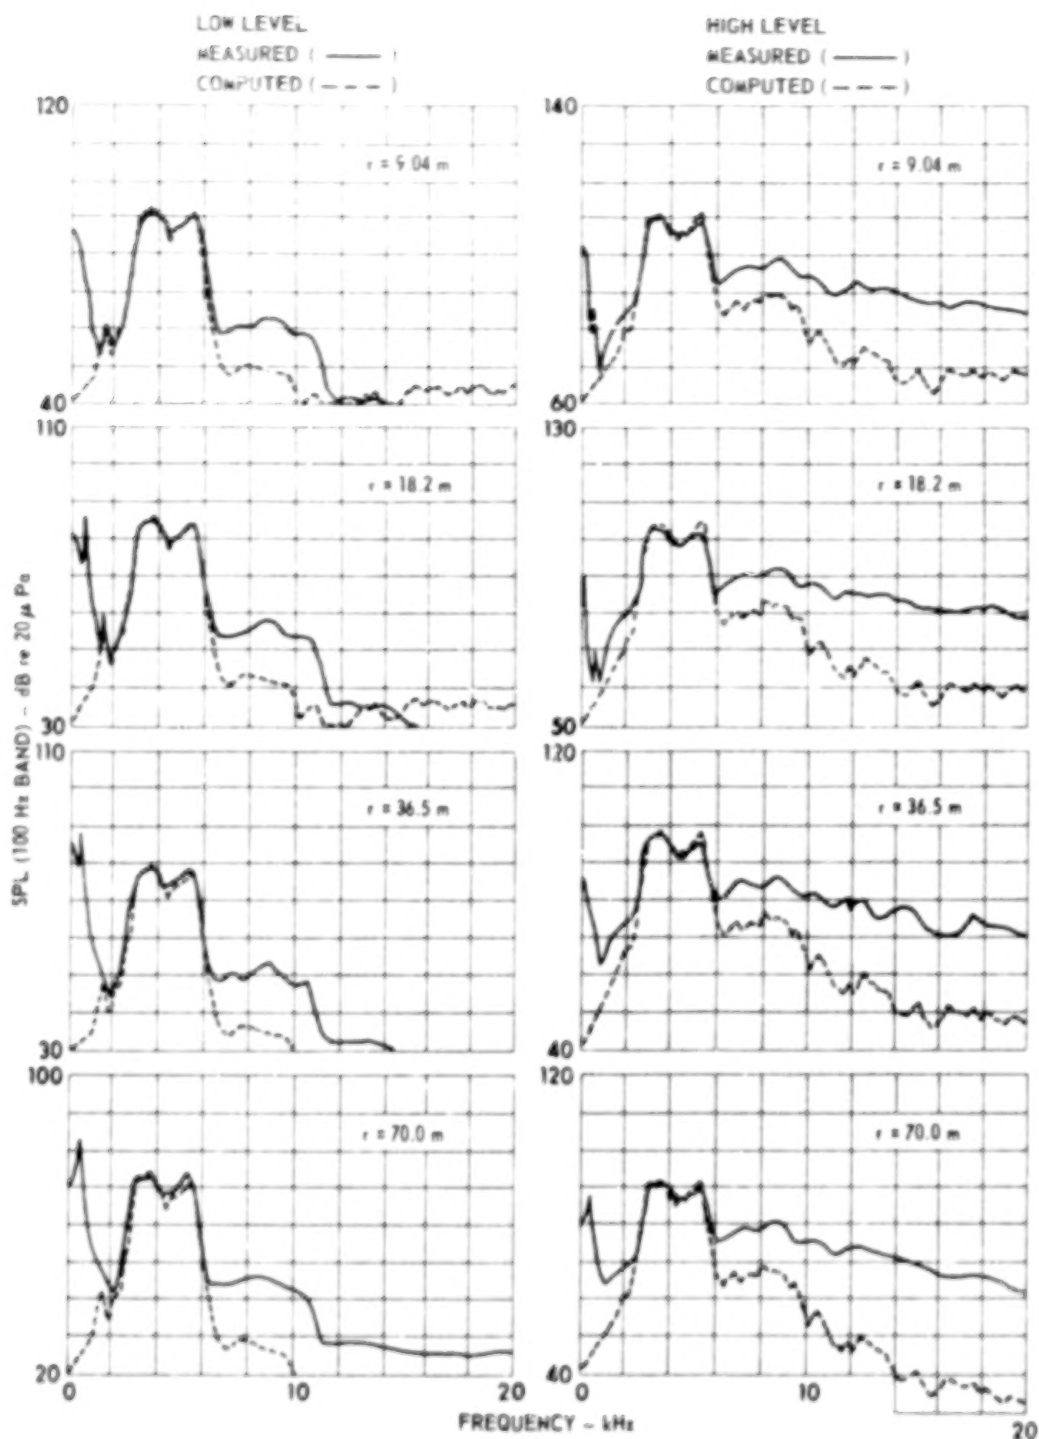 LOW LEVEL
MEASURED ( —— )
COMPUTED ( - - - )
HIGH LEVEL
MEASURED ( —— )
COMPUTED ( - - - )
120
r = 9.04 m
40
140
r = 9.04 m
60
110
r = 18.2 m
30
130
r = 18.2 m
50
110
r = 36.5 m
30
120
r = 36.5 m
40
100
r = 70.0 m
20
120
r = 70.0 m
40
0 10 20
0 10 20
SPL (100 Hz BAND) – dB re 20 µ Pa
FREQUENCY – kHz